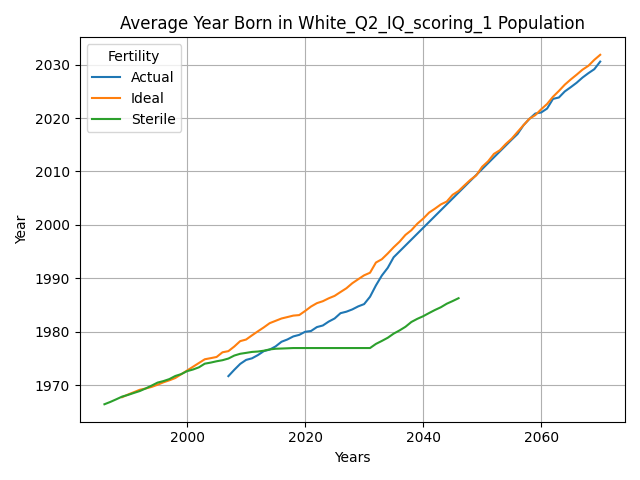 Average Year Born in White_Q2_IQ_scoring_1 Population
Fertility
Actual
Ideal
Sterile
2030
2020
2010
2000
1990
1980
1970
Year
2000
2020
2040
2060
Years